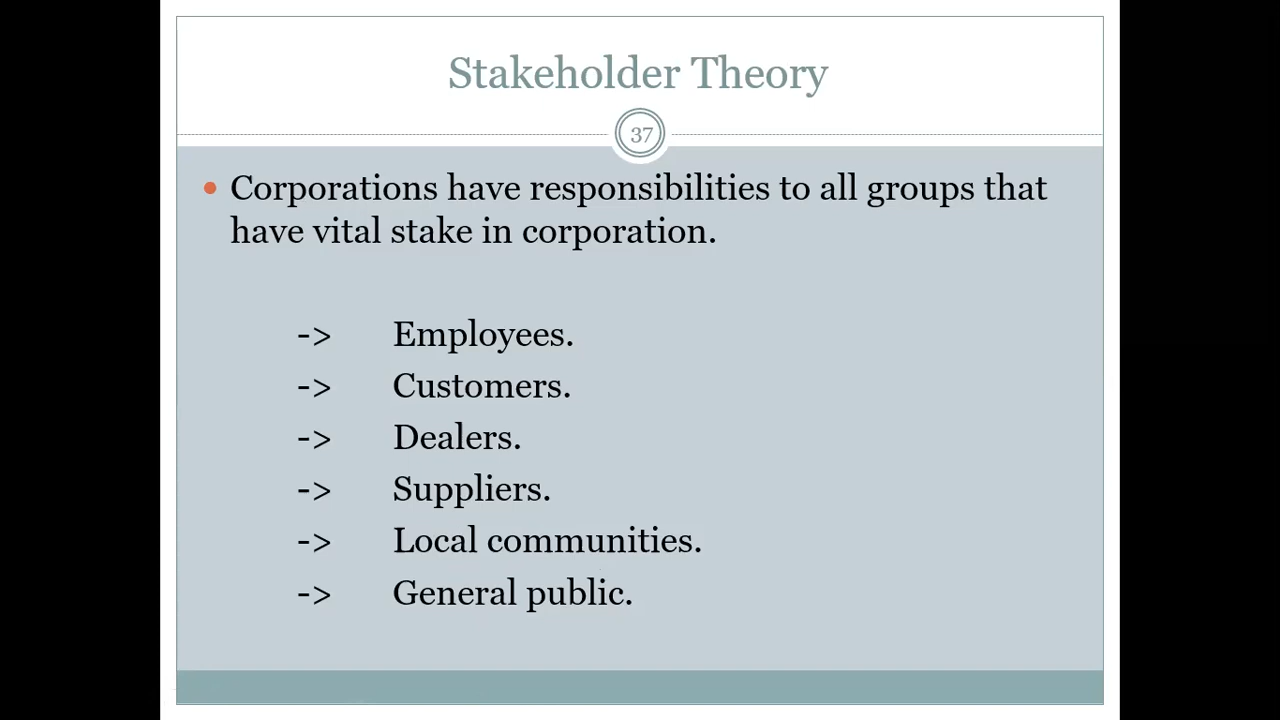 Stakeholder Theory
37
• Corporations have responsibilities to all groups that
have vital stake in corporation.
-> Employees.
-> Customers.
-> Dealers.
-> Suppliers.
-> Local communities.
-> General public.